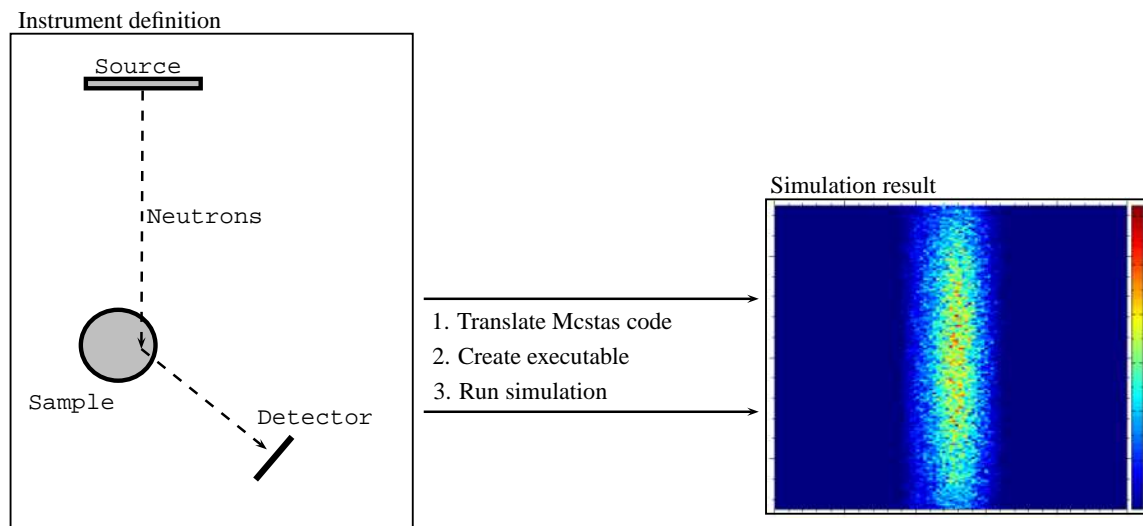 Instrument definition
Source
Neutrons
Sample
Detector
1. Translate Mcstas code
2. Create executable
3. Run simulation
Simulation result